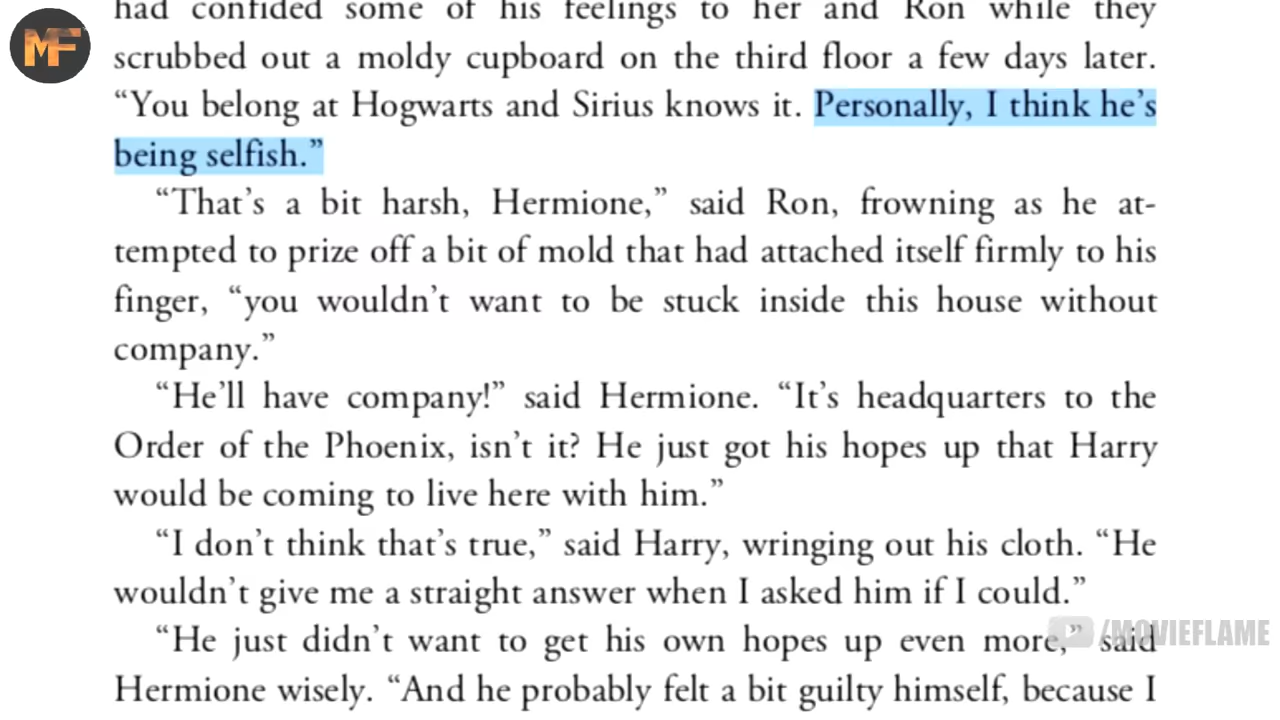 MF
had confided some of his feelings to her and Ron while they
scrubbed out a moldy cupboard on the third floor a few days later.
“You belong at Hogwarts and Sirius knows it. Personally, I think he’s
being selfish.”
“That’s a bit harsh, Hermione,” said Ron, frowning as he at-
tempted to prize off a bit of mold that had attached itself firmly to his
finger, “you wouldn’t want to be stuck inside this house without
company.”
“He’ll have company!” said Hermione. “It’s headquarters to the
Order of the Phoenix, isn’t it? He just got his hopes up that Harry
would be coming to live here with him.”
“I don’t think that’s true,” said Harry, wringing out his cloth. “He
wouldn’t give me a straight answer when I asked him if I could.”
“He just didn’t want to get his own hopes up even more,” said
/MOVIEFLAME
Hermione wisely. “And he probably felt a bit guilty himself, because I